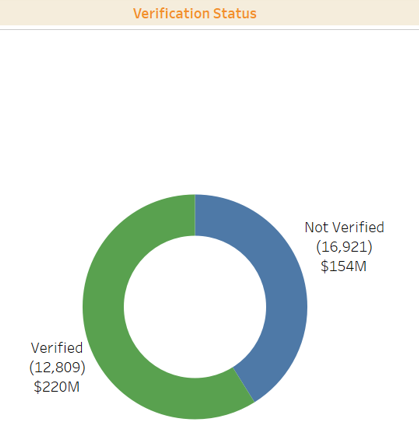 Verification Status
Not Verified
(16,921)
$154M
Verified
(12,809)
$220M